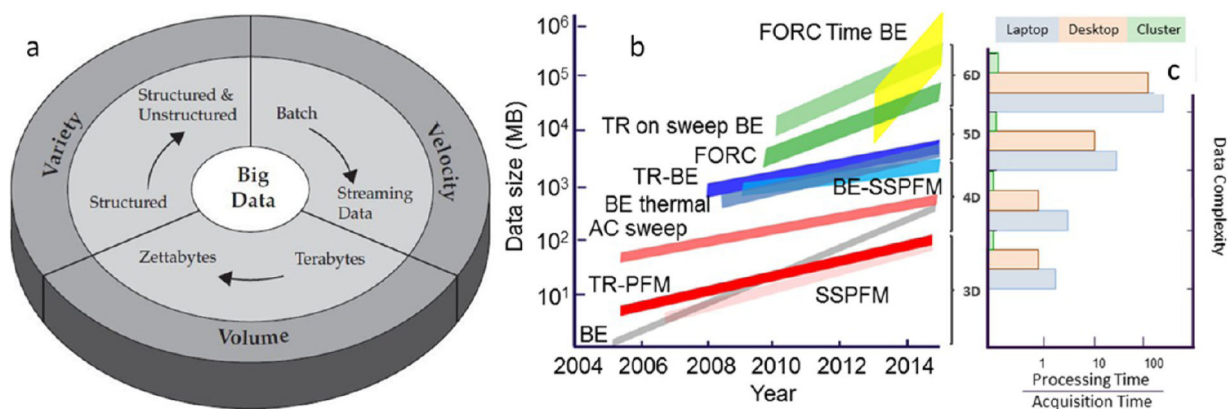 a
Variety
Velocity
Volume
Structured &
Unstructured
Structured
Batch
Streaming
Data
Big
Data
Zettabytes
Terabytes
b
Data size (MB)
10⁶
10⁵
10⁴
10³
10²
10¹
FORC Time BE
TR on sweep BE
FORC
TR-BE
BE thermal
BE-SSPFM
AC sweep
TR-PFM
SSPFM
BE
2004 2006 2008 2010 2012 2014
Year
6D
5D
4D
3D
Laptop Desktop Cluster
c
Data Complexity
1 10 100
Processing Time
Acquisition Time